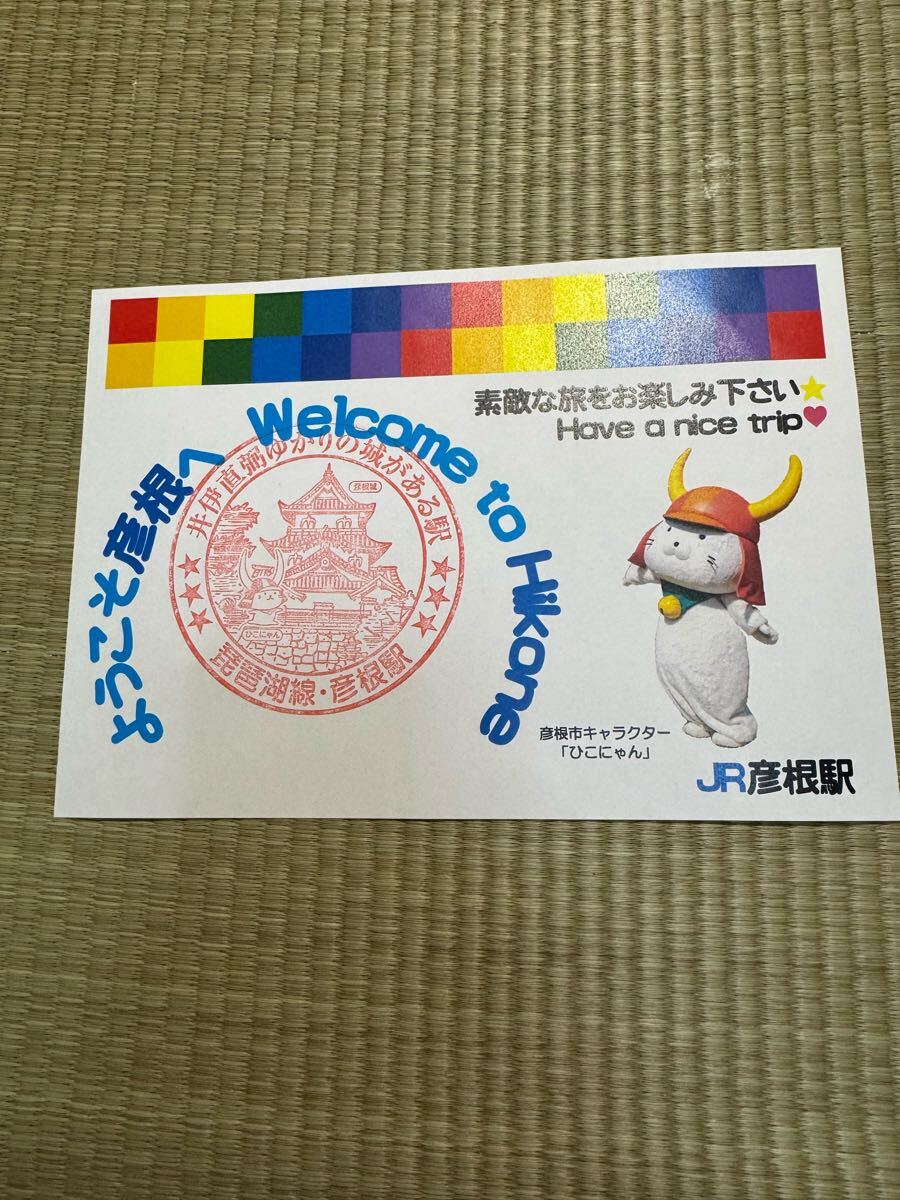 素敵な旅をお楽しみ下さい
Have a nice trip
ようこそ彦根へ Welcome to Hikone
井伊直弼ゆかりの城がある駅
彦根城
ひこにゃん
琵琶湖線・彦根駅
彦根市キャラクター
「ひこにゃん」
JR彦根駅